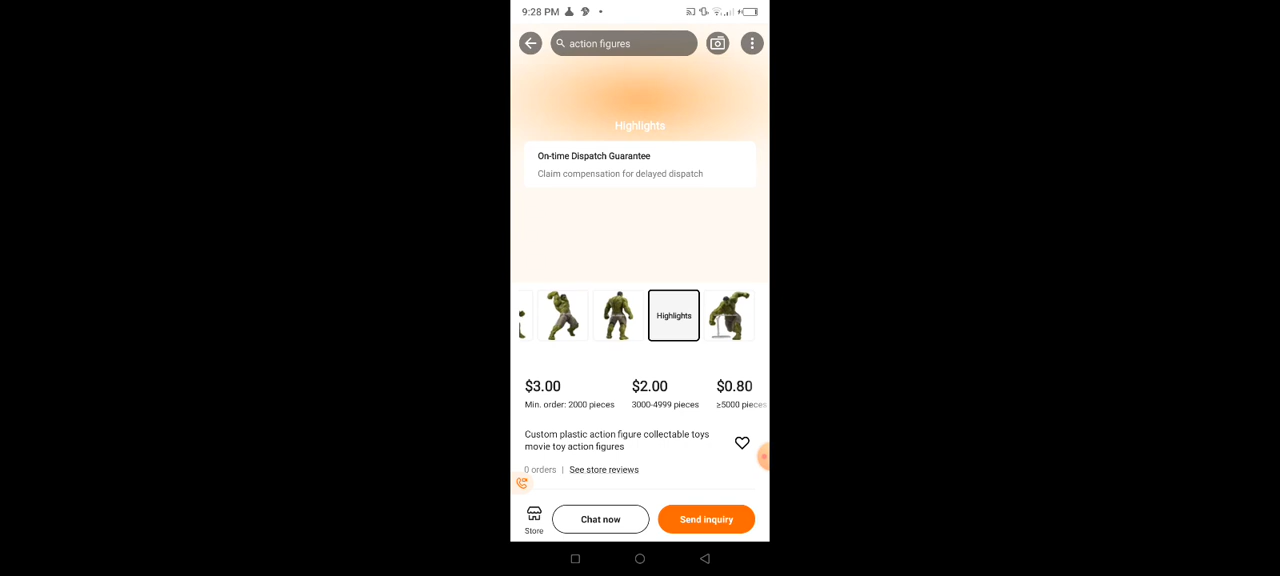 9:28 PM
action figures
Highlights
On-time Dispatch Guarantee
Claim compensation for delayed dispatch
Highlights
$3.00 $2.00 $0.80
Min. order: 2000 pieces 3000-4999 pieces ≥5000 pieces
Custom plastic action figure collectable toys
movie toy action figures
0 orders | See store reviews
Store Chat now Send inquiry